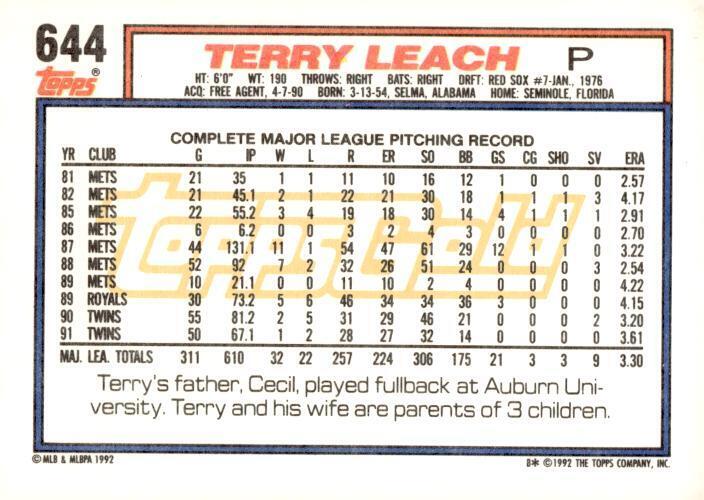 644
topps®
TERRY LEACH P
HT: 6'0" WT: 190 THROWS: RIGHT BATS: RIGHT DRFT: RED SOX #7-JAN., 1976
ACQ: FREE AGENT, 4-7-90 BORN: 3-13-54, SELMA, ALABAMA HOME: SEMINOLE, FLORIDA
COMPLETE MAJOR LEAGUE PITCHING RECORD
YR CLUB G IP W L R ER SO BB GS CG SHO SV ERA
81 METS 21 35 1 1 11 10 16 12 1 0 0 0 2.57
82 METS 21 45.1 2 1 22 21 30 18 1 1 1 3 4.17
85 METS 22 55.2 3 4 19 18 30 14 4 1 1 1 2.91
86 METS 6 6.2 0 0 3 2 4 3 0 0 0 0 2.70
87 METS 44 131.1 11 1 54 47 61 29 12 1 1 0 3.22
88 METS 52 92 7 2 32 26 51 24 0 0 0 3 2.54
89 METS 10 21.1 0 0 11 10 2 4 0 0 0 0 4.22
89 ROYALS 30 73.2 5 6 46 34 34 36 3 0 0 0 4.15
90 TWINS 55 81.2 2 5 31 29 46 21 0 0 0 2 3.20
91 TWINS 50 67.1 1 2 28 27 32 14 0 0 0 0 3.61
MAJ. LEA. TOTALS 311 610 32 22 257 224 306 175 21 3 3 9 3.30
ToppsGold
Terry's father, Cecil, played fullback at Auburn Uni-
versity. Terry and his wife are parents of 3 children.
© MLB & MLBPA 1992
B* © 1992 THE TOPPS COMPANY, INC.